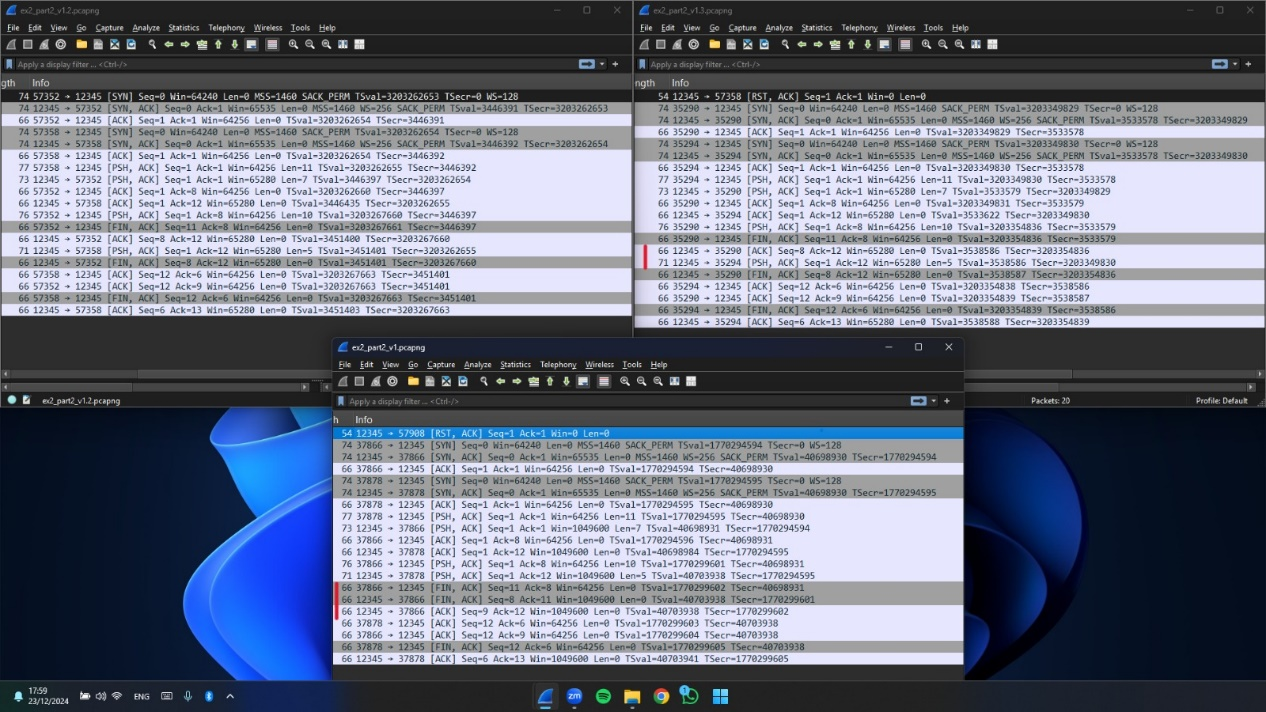 ex2_part2_v1.2.pcapng
File Edit View Go Capture Analyze Statistics Telephony Wireless Tools Help
Apply a display filter ... <Ctrl-/>
gth Info
74 57352 → 12345 [SYN] Seq=0 Win=64240 Len=0 MSS=1460 SACK_PERM TSval=3203262653 TSecr=0 WS=128
74 12345 → 57352 [SYN, ACK] Seq=0 Ack=1 Win=65535 Len=0 MSS=1460 WS=256 SACK_PERM TSval=3446391 TSecr=3203262653
66 57352 → 12345 [ACK] Seq=1 Ack=1 Win=64256 Len=0 TSval=3203262654 TSecr=3446391
74 57358 → 12345 [SYN] Seq=0 Win=64240 Len=0 MSS=1460 SACK_PERM TSval=3203262654 TSecr=0 WS=128
74 12345 → 57358 [SYN, ACK] Seq=0 Ack=1 Win=65535 Len=0 MSS=1460 WS=256 SACK_PERM TSval=3446392 TSecr=3203262654
66 57358 → 12345 [ACK] Seq=1 Ack=1 Win=64256 Len=0 TSval=3203262654 TSecr=3446392
77 57358 → 12345 [PSH, ACK] Seq=1 Ack=1 Win=64256 Len=11 TSval=3203262655 TSecr=3446392
73 12345 → 57352 [PSH, ACK] Seq=1 Ack=1 Win=65280 Len=7 TSval=3446397 TSecr=3203262654
66 57352 → 12345 [ACK] Seq=1 Ack=8 Win=64256 Len=0 TSval=3203262660 TSecr=3446397
66 12345 → 57358 [ACK] Seq=1 Ack=12 Win=65280 Len=0 TSval=3446435 TSecr=3203262655
76 57352 → 12345 [PSH, ACK] Seq=1 Ack=8 Win=64256 Len=10 TSval=3203267660 TSecr=3446397
66 57352 → 12345 [FIN, ACK] Seq=11 Ack=8 Win=64256 Len=0 TSval=3203267661 TSecr=3446397
66 12345 → 57352 [ACK] Seq=8 Ack=12 Win=65280 Len=0 TSval=3451400 TSecr=3203267660
71 12345 → 57358 [PSH, ACK] Seq=1 Ack=12 Win=65280 Len=5 TSval=3451401 TSecr=3203262655
66 12345 → 57352 [FIN, ACK] Seq=8 Ack=12 Win=65280 Len=0 TSval=3451401 TSecr=3203267660
66 57358 → 12345 [ACK] Seq=12 Ack=6 Win=64256 Len=0 TSval=3203267663 TSecr=3451401
66 57352 → 12345 [ACK] Seq=12 Ack=9 Win=64256 Len=0 TSval=3203267663 TSecr=3451401
66 57358 → 12345 [FIN, ACK] Seq=12 Ack=6 Win=64256 Len=0 TSval=3203267663 TSecr=3451401
66 12345 → 57358 [ACK] Seq=6 Ack=13 Win=65280 Len=0 TSval=3451403 TSecr=3203267663
ex2_part2_v1.2.pcapng
ex2_part2_v1.3.pcapng
File Edit View Go Capture Analyze Statistics Telephony Wireless Tools Help
Apply a display filter ... <Ctrl-/>
ngth Info
54 12345 → 57358 [RST, ACK] Seq=1 Ack=1 Win=0 Len=0
74 35290 → 12345 [SYN] Seq=0 Win=64240 Len=0 MSS=1460 SACK_PERM TSval=3203349829 TSecr=0 WS=128
74 12345 → 35290 [SYN, ACK] Seq=0 Ack=1 Win=65535 Len=0 MSS=1460 WS=256 SACK_PERM TSval=3533578 TSecr=3203349829
66 35290 → 12345 [ACK] Seq=1 Ack=1 Win=64256 Len=0 TSval=3203349829 TSecr=3533578
74 35294 → 12345 [SYN] Seq=0 Win=64240 Len=0 MSS=1460 SACK_PERM TSval=3203349830 TSecr=0 WS=128
74 12345 → 35294 [SYN, ACK] Seq=0 Ack=1 Win=65535 Len=0 MSS=1460 WS=256 SACK_PERM TSval=3533578 TSecr=3203349830
66 35294 → 12345 [ACK] Seq=1 Ack=1 Win=64256 Len=0 TSval=3203349830 TSecr=3533578
77 35294 → 12345 [PSH, ACK] Seq=1 Ack=1 Win=64256 Len=11 TSval=3203349830 TSecr=3533578
73 12345 → 35290 [PSH, ACK] Seq=1 Ack=1 Win=65280 Len=7 TSval=3533579 TSecr=3203349829
66 35290 → 12345 [ACK] Seq=1 Ack=8 Win=64256 Len=0 TSval=3203349831 TSecr=3533579
66 12345 → 35294 [ACK] Seq=1 Ack=12 Win=65280 Len=0 TSval=3533622 TSecr=3203349830
76 35290 → 12345 [PSH, ACK] Seq=1 Ack=8 Win=64256 Len=10 TSval=3203354836 TSecr=3533579
66 35290 → 12345 [FIN, ACK] Seq=11 Ack=8 Win=64256 Len=0 TSval=3203354836 TSecr=3533579
66 12345 → 35290 [ACK] Seq=8 Ack=12 Win=65280 Len=0 TSval=3538586 TSecr=3203354836
71 12345 → 35294 [PSH, ACK] Seq=1 Ack=12 Win=65280 Len=5 TSval=3538586 TSecr=3203349830
66 12345 → 35290 [FIN, ACK] Seq=8 Ack=12 Win=65280 Len=0 TSval=3538587 TSecr=3203354836
66 35294 → 12345 [ACK] Seq=12 Ack=6 Win=64256 Len=0 TSval=3203354838 TSecr=3538586
66 35290 → 12345 [ACK] Seq=12 Ack=9 Win=64256 Len=0 TSval=3203354839 TSecr=3538587
66 35294 → 12345 [FIN, ACK] Seq=12 Ack=6 Win=64256 Len=0 TSval=3203354839 TSecr=3538586
66 12345 → 35294 [ACK] Seq=6 Ack=13 Win=65280 Len=0 TSval=3538588 TSecr=3203354839
Packets: 20
Profile: Default
ex2_part2_v1.pcapng
File Edit View Go Capture Analyze Statistics Telephony Wireless Tools Help
Apply a display filter ... <Ctrl-/>
h Info
54 12345 → 57908 [RST, ACK] Seq=1 Ack=1 Win=0 Len=0
74 37866 → 12345 [SYN] Seq=0 Win=64240 Len=0 MSS=1460 SACK_PERM TSval=1770294594 TSecr=0 WS=128
74 12345 → 37866 [SYN, ACK] Seq=0 Ack=1 Win=65535 Len=0 MSS=1460 WS=256 SACK_PERM TSval=40698930 TSecr=1770294594
66 37866 → 12345 [ACK] Seq=1 Ack=1 Win=64256 Len=0 TSval=1770294594 TSecr=40698930
74 37878 → 12345 [SYN] Seq=0 Win=64240 Len=0 MSS=1460 SACK_PERM TSval=1770294595 TSecr=0 WS=128
74 12345 → 37878 [SYN, ACK] Seq=0 Ack=1 Win=65535 Len=0 MSS=1460 WS=256 SACK_PERM TSval=40698930 TSecr=1770294595
66 37878 → 12345 [ACK] Seq=1 Ack=1 Win=64256 Len=0 TSval=1770294595 TSecr=40698930
77 37878 → 12345 [PSH, ACK] Seq=1 Ack=1 Win=64256 Len=11 TSval=1770294595 TSecr=40698930
73 12345 → 37866 [PSH, ACK] Seq=1 Ack=1 Win=1049600 Len=7 TSval=40698931 TSecr=1770294594
66 37866 → 12345 [ACK] Seq=1 Ack=8 Win=64256 Len=0 TSval=1770294596 TSecr=40698931
66 12345 → 37878 [ACK] Seq=1 Ack=12 Win=1049600 Len=0 TSval=40698984 TSecr=1770294595
76 37866 → 12345 [PSH, ACK] Seq=1 Ack=8 Win=64256 Len=10 TSval=1770299601 TSecr=40698931
71 12345 → 37878 [PSH, ACK] Seq=1 Ack=12 Win=1049600 Len=5 TSval=40703938 TSecr=1770294595
66 37866 → 12345 [FIN, ACK] Seq=11 Ack=8 Win=64256 Len=0 TSval=1770299602 TSecr=40698931
66 12345 → 37866 [FIN, ACK] Seq=8 Ack=11 Win=1049600 Len=0 TSval=40703938 TSecr=1770299601
66 12345 → 37866 [ACK] Seq=9 Ack=12 Win=1049600 Len=0 TSval=40703938 TSecr=1770299602
66 37878 → 12345 [ACK] Seq=12 Ack=6 Win=64256 Len=0 TSval=1770299603 TSecr=40703938
66 37866 → 12345 [ACK] Seq=12 Ack=9 Win=64256 Len=0 TSval=1770299604 TSecr=40703938
66 37878 → 12345 [FIN, ACK] Seq=12 Ack=6 Win=64256 Len=0 TSval=1770299605 TSecr=40703938
66 12345 → 37878 [ACK] Seq=6 Ack=13 Win=1049600 Len=0 TSval=40703941 TSecr=1770299605
17:59
23/12/2024
ENG
zm
1